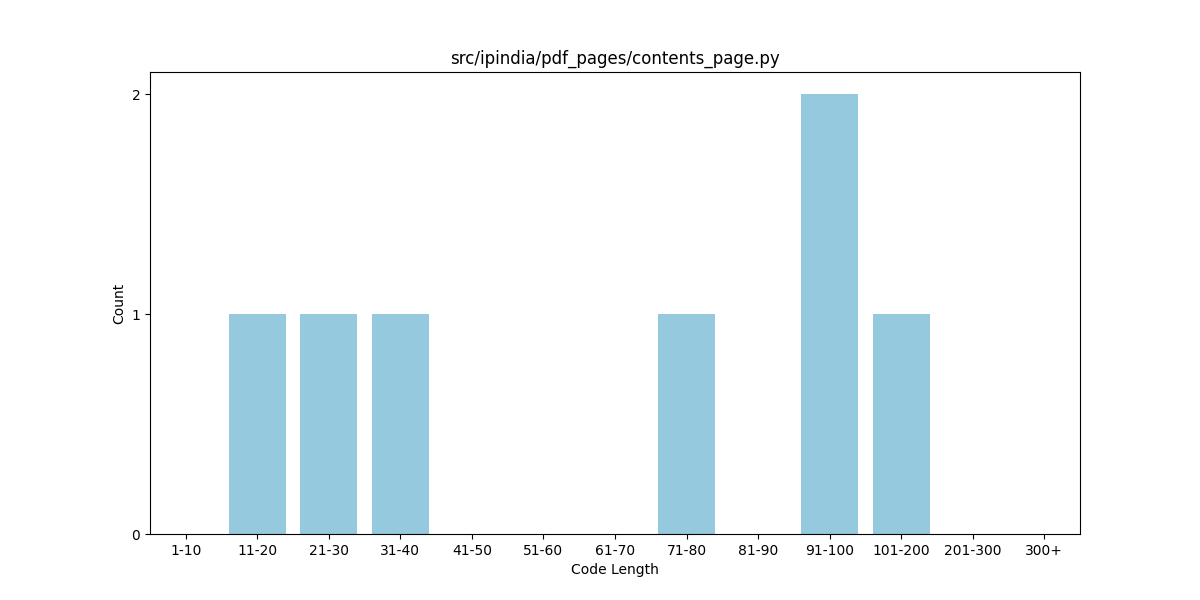 src/ipindia/pdf_pages/contents_page.py
Count
2
1
0
1-10 11-20 21-30 31-40 41-50 51-60 61-70 71-80 81-90 91-100 101-200 201-300 300+
Code Length